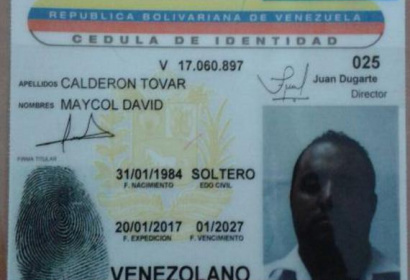 REPUBLICA BOLIVARIANA DE VENEZUELA
CEDULA DE IDENTIDAD
V 17.060.897 025
APELLIDOS CALDERON TOVAR Juan Dugarte
NOMBRES MAYCOL DAVID Director
FIRMA TITULAR
31/01/1984 SOLTERO
F. NACIMIENTO EDO CIVIL
20/01/2017 01/2027
F. EXPEDICION F. VENCIMIENTO
VENEZOLANO